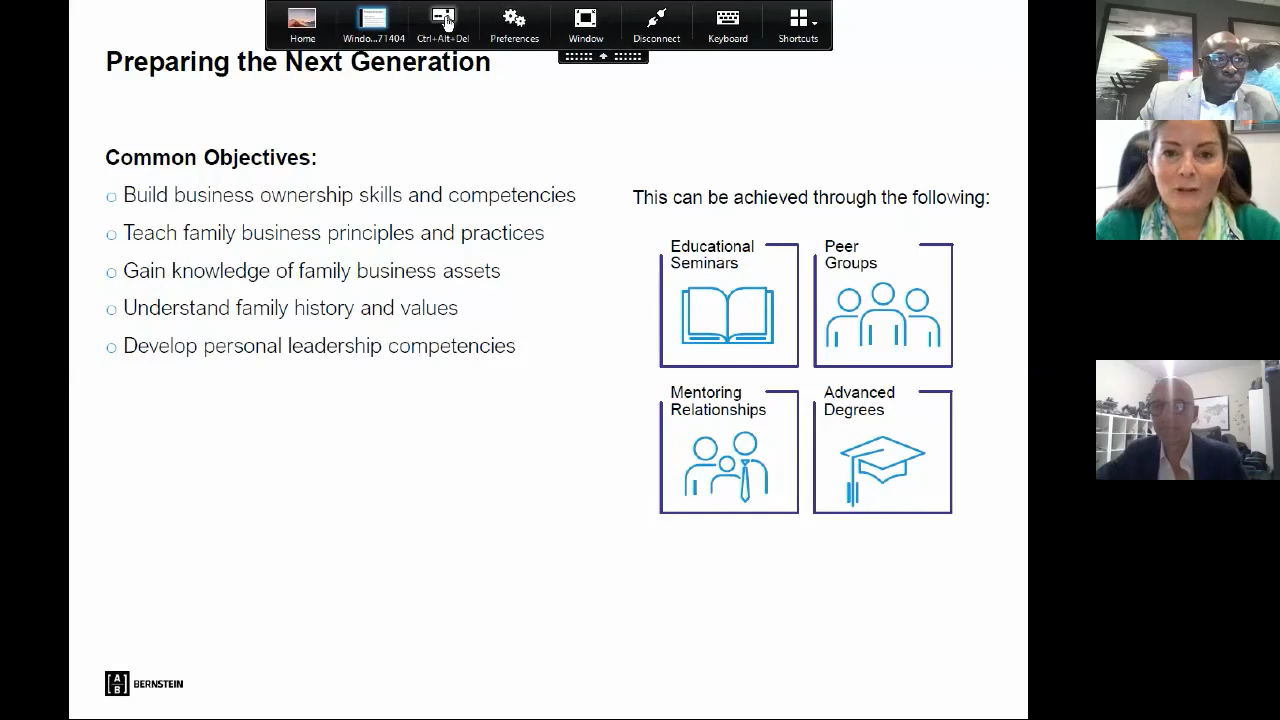 Home
Windo...71404
Ctrl+Alt+Del
Preferences
Window
Disconnect
Keyboard
Shortcuts
Preparing the Next Generation
Common Objectives:
Build business ownership skills and competencies
Teach family business principles and practices
Gain knowledge of family business assets
Understand family history and values
Develop personal leadership competencies
This can be achieved through the following:
Educational
Seminars
Peer
Groups
Mentoring
Relationships
Advanced
Degrees
[A
B]
BERNSTEIN